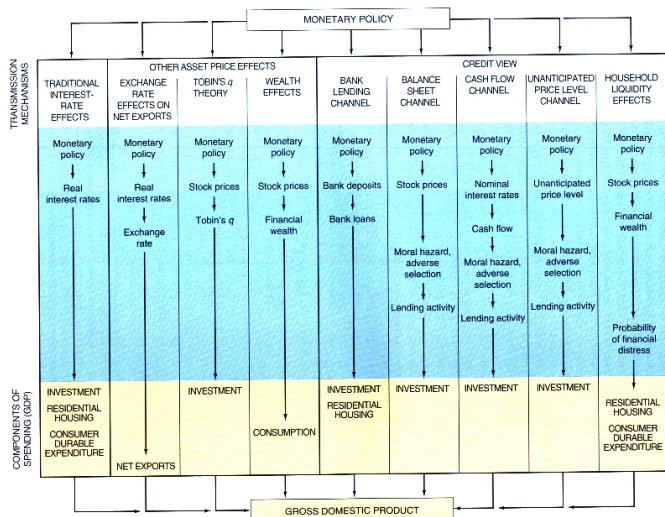 MONETARY POLICY
TRANSMISSION
MECHANISMS
OTHER ASSET PRICE EFFECTS
CREDIT VIEW
TRADITIONAL
INTEREST-
RATE
EFFECTS
EXCHANGE
RATE
EFFECTS ON
NET EXPORTS
TOBIN'S q
THEORY
WEALTH
EFFECTS
BANK
LENDING
CHANNEL
BALANCE
SHEET
CHANNEL
CASH FLOW
CHANNEL
UNANTICIPATED
PRICE LEVEL
CHANNEL
HOUSEHOLD
LIQUIDITY
EFFECTS
Monetary
policy
Real
interest rates
Monetary
policy
Real
interest rates
Exchange
rate
Monetary
policy
Stock prices
Tobin's q
Monetary
policy
Stock prices
Financial
wealth
Monetary
policy
Bank deposits
Bank loans
Monetary
policy
Stock prices
Moral hazard,
adverse
selection
Lending activity
Monetary
policy
Nominal
interest rates
Cash flow
Moral hazard,
adverse
selection
Lending activity
Monetary
policy
Unanticipated
price level
Moral hazard,
adverse
selection
Lending activity
Monetary
policy
Stock prices
Financial
wealth
Probability
of financial
distress
COMPONENTS OF
SPENDING (GDP)
INVESTMENT
RESIDENTIAL
HOUSING
CONSUMER
DURABLE
EXPENDITURE
NET EXPORTS
INVESTMENT
CONSUMPTION
INVESTMENT
RESIDENTIAL
HOUSING
INVESTMENT
INVESTMENT
INVESTMENT
RESIDENTIAL
HOUSING
CONSUMER
DURABLE
EXPENDITURE
GROSS DOMESTIC PRODUCT